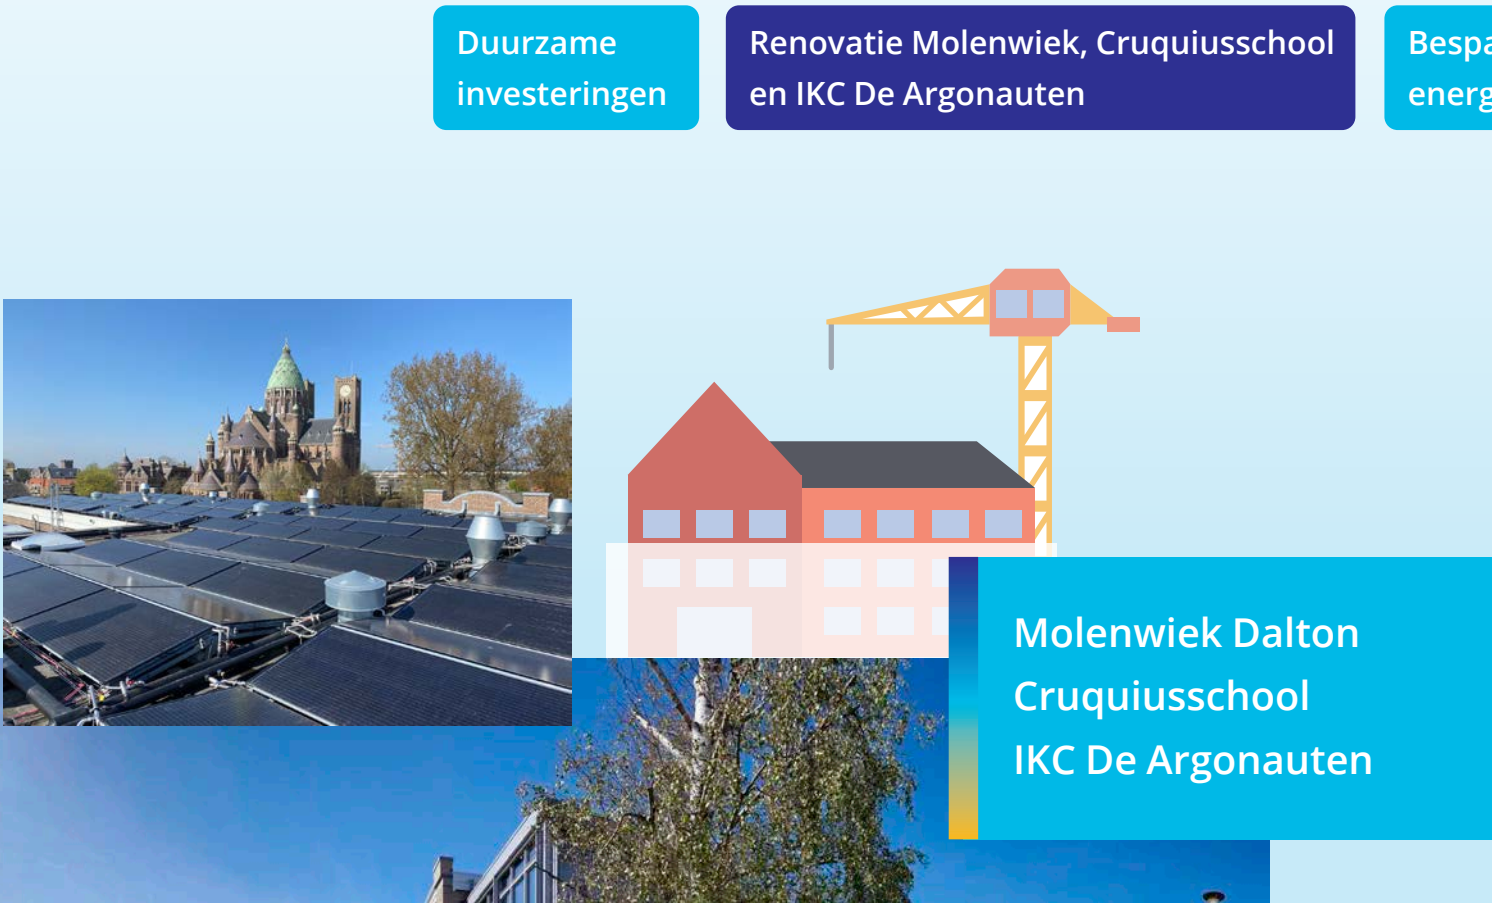 Duurzame
investeringen
Renovatie Molenwiek, Cruquiusschool
en IKC De Argonauten
Molenwiek Dalton
Cruquiusschool
IKC De Argonauten